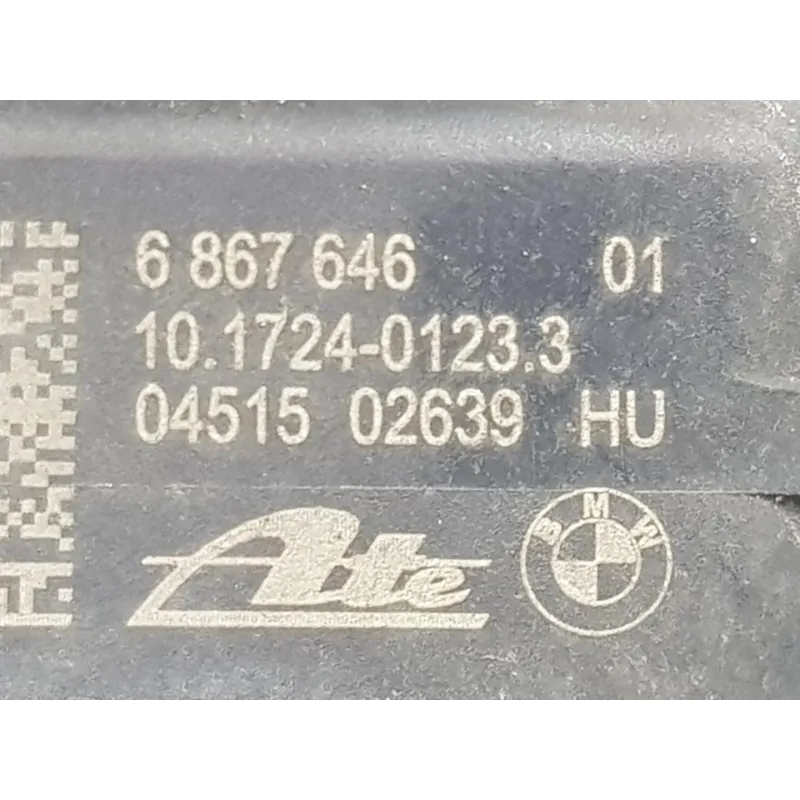 6 867 646 01
10.1724-0123.3
04515 02639 HU
Ate
BMW